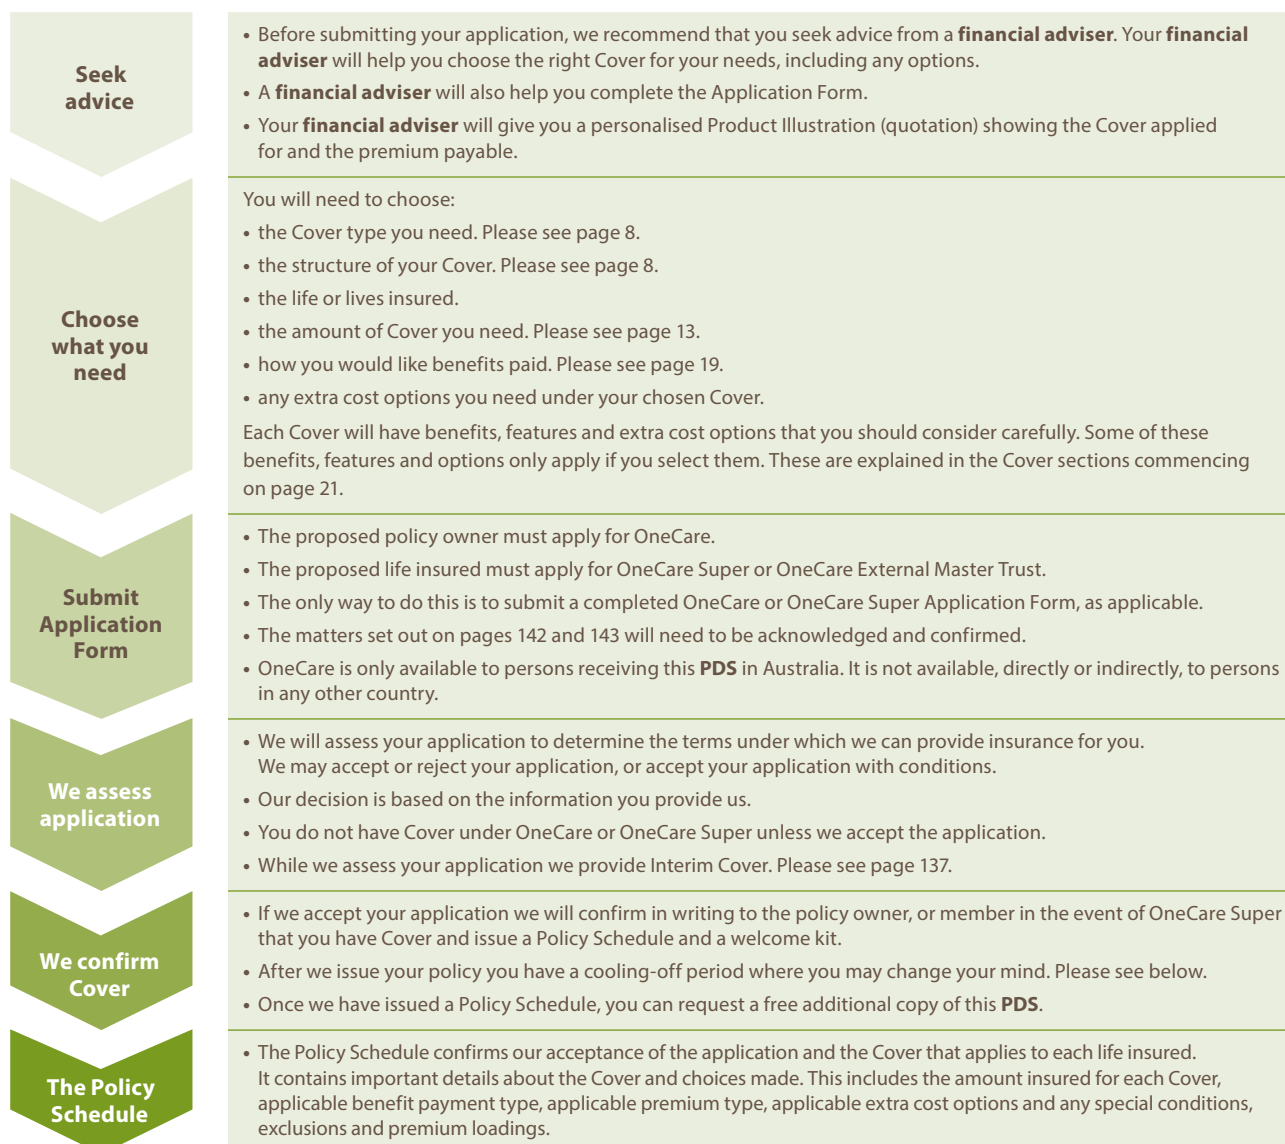 Seek
advice
• Before submitting your application, we recommend that you seek advice from a financial adviser. Your financial
adviser will help you choose the right Cover for your needs, including any options.
• A financial adviser will also help you complete the Application Form.
• Your financial adviser will give you a personalised Product Illustration (quotation) showing the Cover applied
for and the premium payable.
Choose
what you
need
You will need to choose:
• the Cover type you need. Please see page 8.
• the structure of your Cover. Please see page 8.
• the life or lives insured.
• the amount of Cover you need. Please see page 13.
• how you would like benefits paid. Please see page 19.
• any extra cost options you need under your chosen Cover.
Each Cover will have benefits, features and extra cost options that you should consider carefully. Some of these
benefits, features and options only apply if you select them. These are explained in the Cover sections commencing
on page 21.
Submit
Application
Form
• The proposed policy owner must apply for OneCare.
• The proposed life insured must apply for OneCare Super or OneCare External Master Trust.
• The only way to do this is to submit a completed OneCare or OneCare Super Application Form, as applicable.
• The matters set out on pages 142 and 143 will need to be acknowledged and confirmed.
• OneCare is only available to persons receiving this PDS in Australia. It is not available, directly or indirectly, to persons
in any other country.
We assess
application
• We will assess your application to determine the terms under which we can provide insurance for you.
We may accept or reject your application, or accept your application with conditions.
• Our decision is based on the information you provide us.
• You do not have Cover under OneCare or OneCare Super unless we accept the application.
• While we assess your application we provide Interim Cover. Please see page 137.
We confirm
Cover
• If we accept your application we will confirm in writing to the policy owner, or member in the event of OneCare Super
that you have Cover and issue a Policy Schedule and a welcome kit.
• After we issue your policy you have a cooling-off period where you may change your mind. Please see below.
• Once we have issued a Policy Schedule, you can request a free additional copy of this PDS.
The Policy
Schedule
• The Policy Schedule confirms our acceptance of the application and the Cover that applies to each life insured.
It contains important details about the Cover and choices made. This includes the amount insured for each Cover,
applicable benefit payment type, applicable premium type, applicable extra cost options and any special conditions,
exclusions and premium loadings.